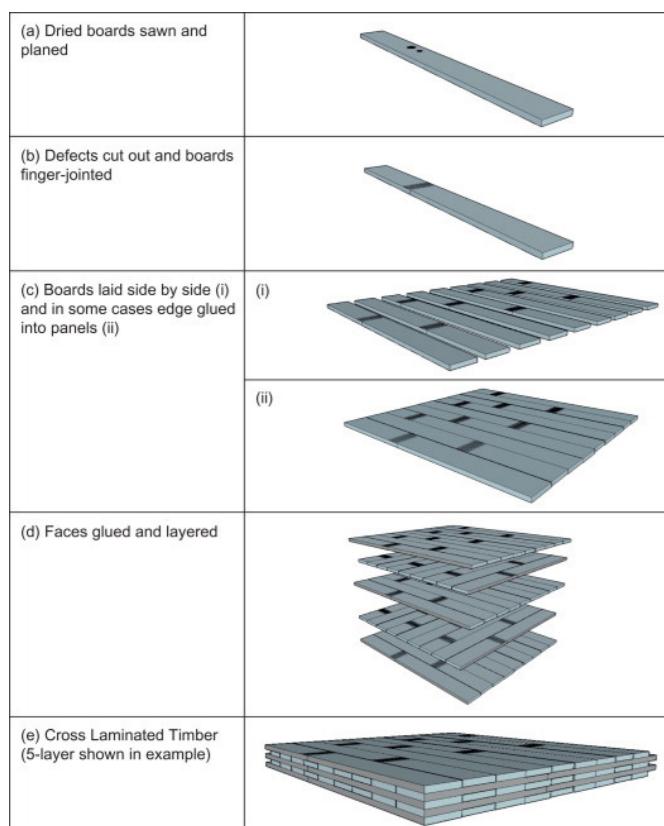 (a) Dried boards sawn and
planed
(b) Defects cut out and boards
finger-jointed
(c) Boards laid side by side (i)
and in some cases edge glued
into panels (ii)
(i)
(ii)
(d) Faces glued and layered
(e) Cross Laminated Timber
(5-layer shown in example)